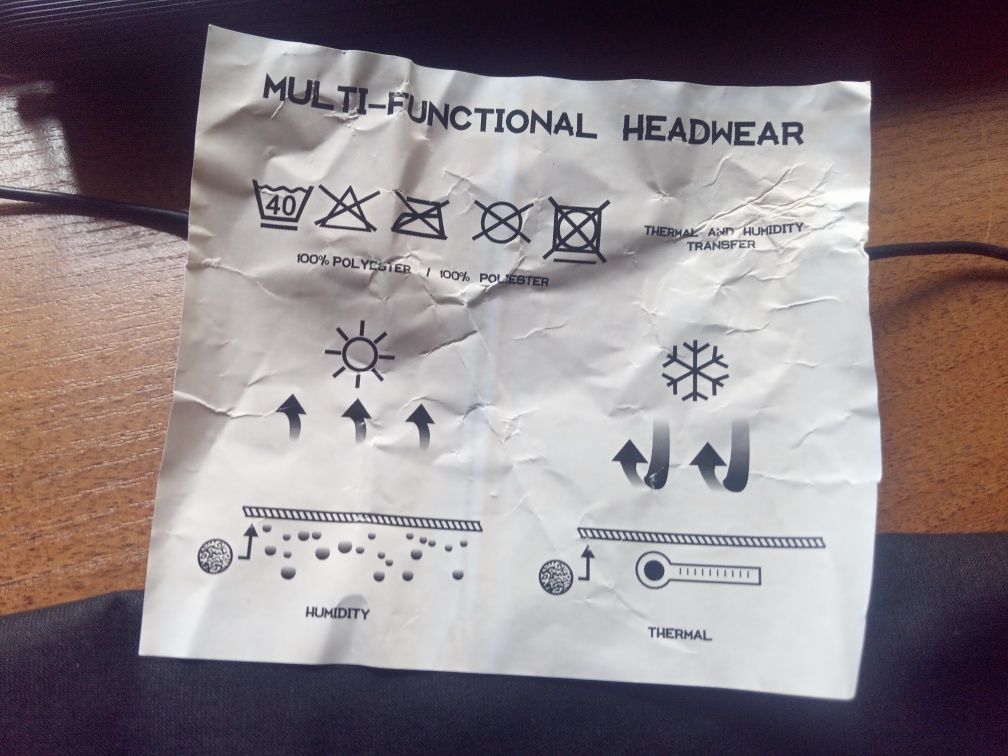 MULTI-FUNCTIONAL HEADWEAR
40
THERMAL AND HUMIDITY
TRANSFER
100% POLYESTER / 100% POLYESTER
HUMIDITY
THERMAL